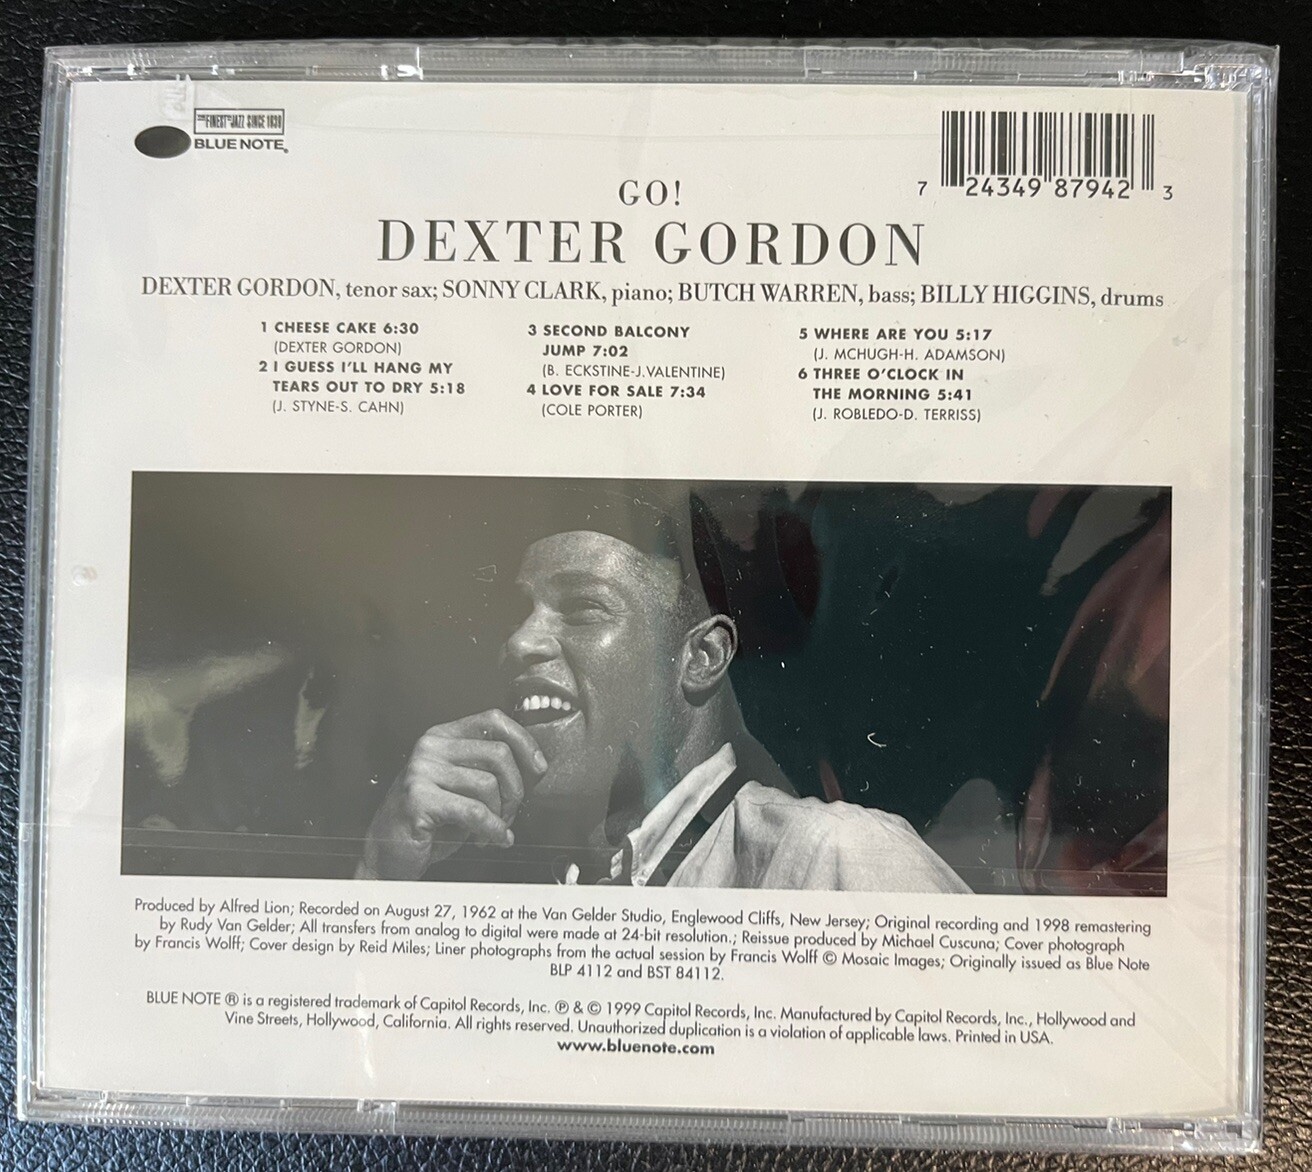 THE FINEST IN JAZZ SINCE 1939
BLUE NOTE®
7 24349 87942 3
GO!
DEXTER GORDON
DEXTER GORDON, tenor sax; SONNY CLARK, piano; BUTCH WARREN, bass; BILLY HIGGINS, drums
1 CHEESE CAKE 6:30
(DEXTER GORDON)
2 I GUESS I'LL HANG MY
TEARS OUT TO DRY 5:18
(J. STYNE-S. CAHN)
3 SECOND BALCONY
JUMP 7:02
(B. ECKSTINE-J.VALENTINE)
4 LOVE FOR SALE 7:34
(COLE PORTER)
5 WHERE ARE YOU 5:17
(J. MCHUGH-H. ADAMSON)
6 THREE O'CLOCK IN
THE MORNING 5:41
(J. ROBLEDO-D. TERRISS)
Produced by Alfred Lion; Recorded on August 27, 1962 at the Van Gelder Studio, Englewood Cliffs, New Jersey; Original recording and 1998 remastering
by Rudy Van Gelder; All transfers from analog to digital were made at 24-bit resolution.; Reissue produced by Michael Cuscuna; Cover photograph
by Francis Wolff; Cover design by Reid Miles; Liner photographs from the actual session by Francis Wolff © Mosaic Images; Originally issued as Blue Note
BLP 4112 and BST 84112.
BLUE NOTE ® is a registered trademark of Capitol Records, Inc. ℗ & © 1999 Capitol Records, Inc. Manufactured by Capitol Records, Inc., Hollywood and
Vine Streets, Hollywood, California. All rights reserved. Unauthorized duplication is a violation of applicable laws. Printed in USA.
www.bluenote.com